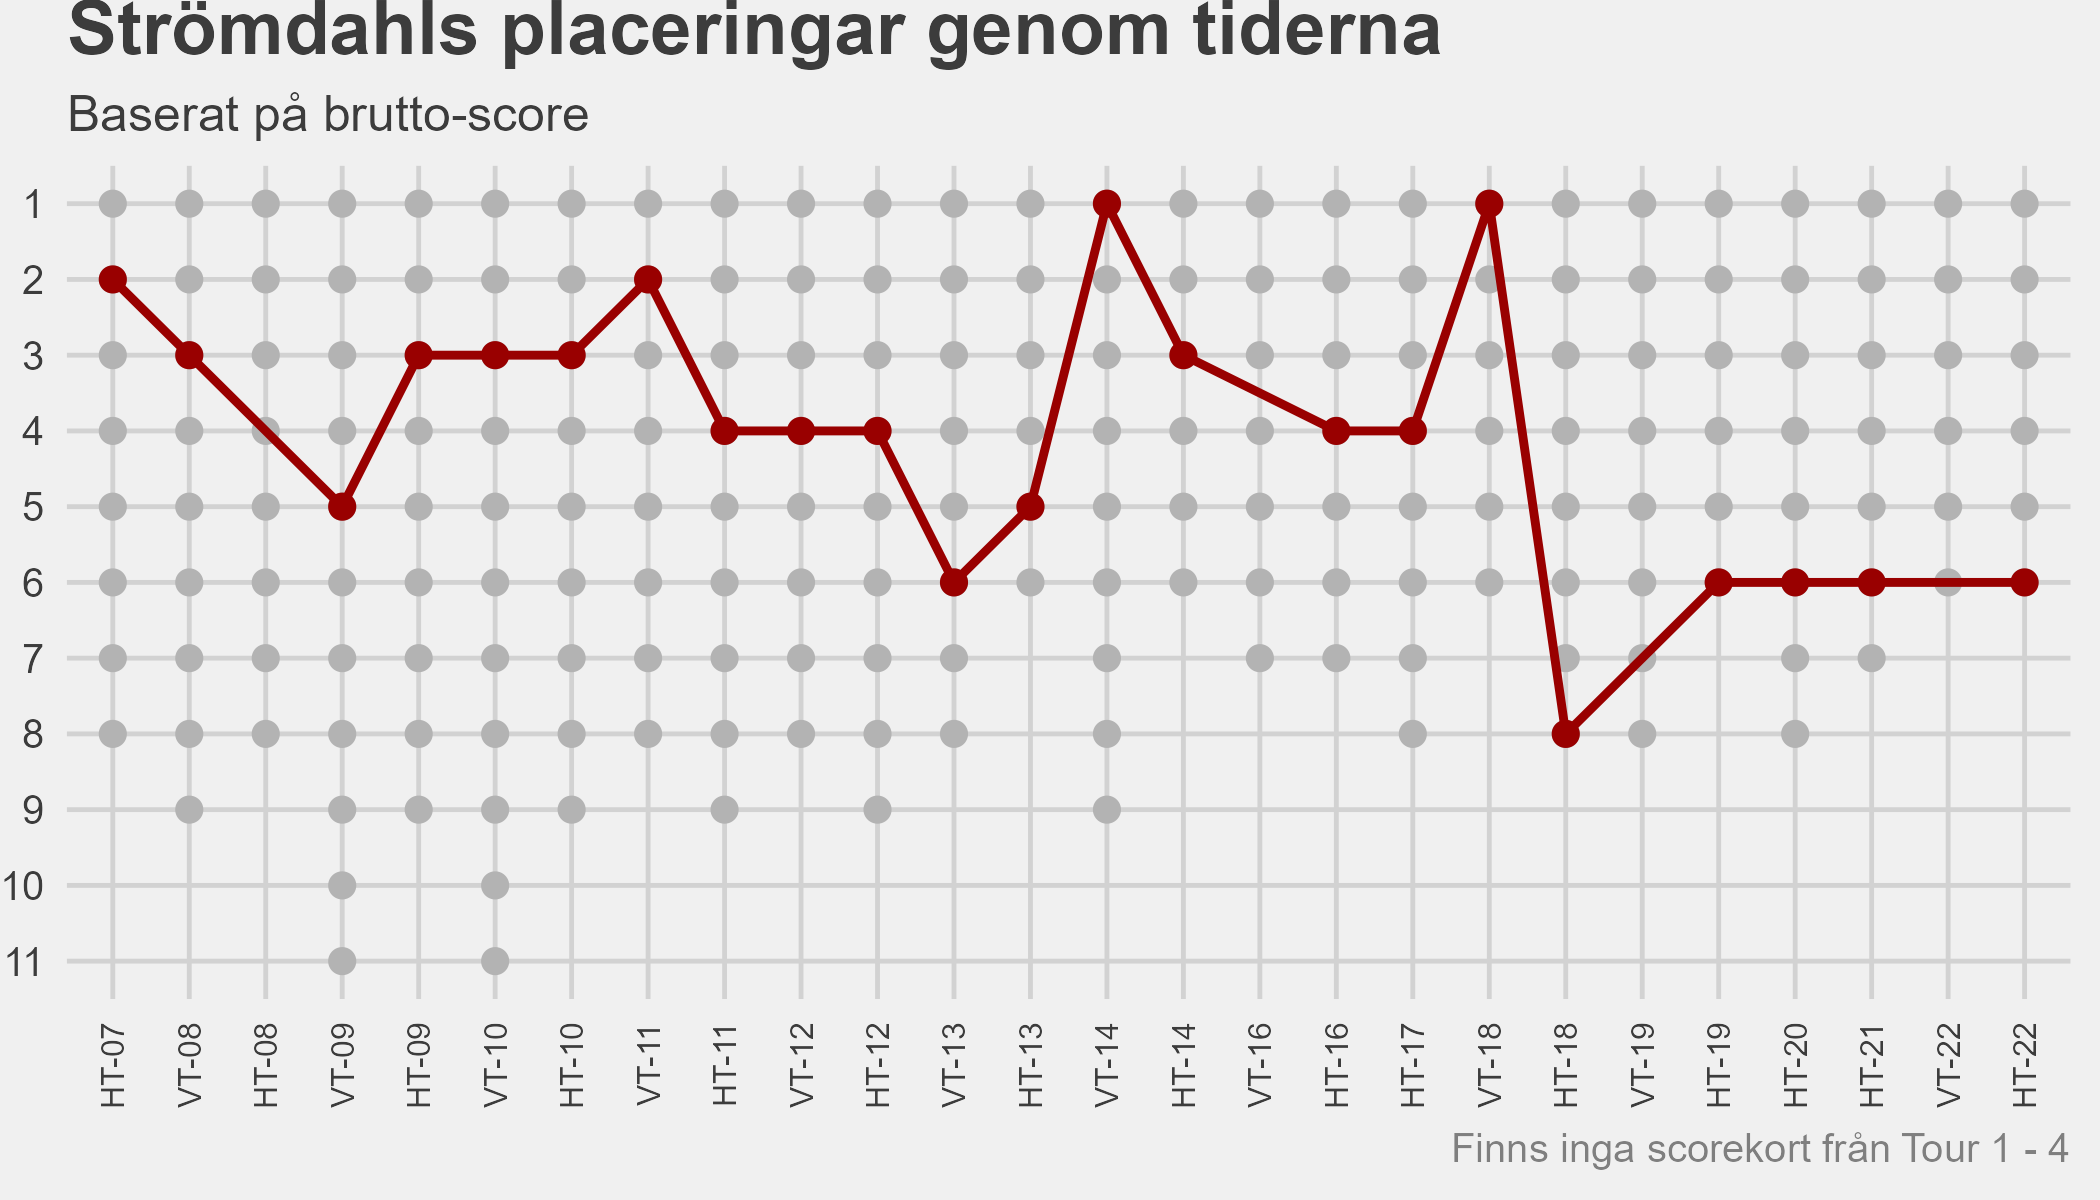 Strömdahls placeringar genom tiderna
Baserat på brutto-score
1
2
3
4
5
6
7
8
9
10
11
HT-07
VT-08
HT-08
VT-09
HT-09
VT-10
HT-10
VT-11
HT-11
VT-12
HT-12
VT-13
HT-13
VT-14
HT-14
VT-16
HT-16
HT-17
VT-18
HT-18
VT-19
HT-19
HT-20
HT-21
VT-22
HT-22
Finns inga scorekort från Tour 1 - 4